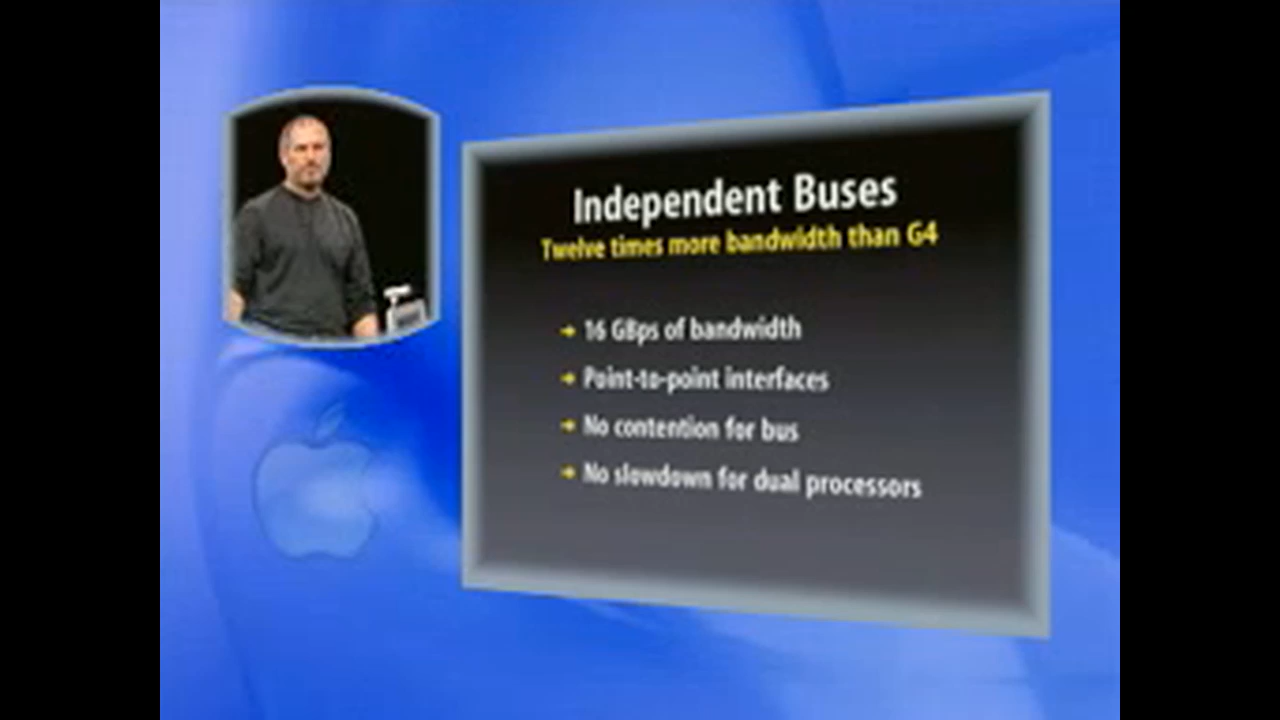 Independent Buses
Twelve times more bandwidth than G4
→ 16 GBps of bandwidth
→ Point-to-point interfaces
→ No contention for bus
→ No slowdown for dual processors